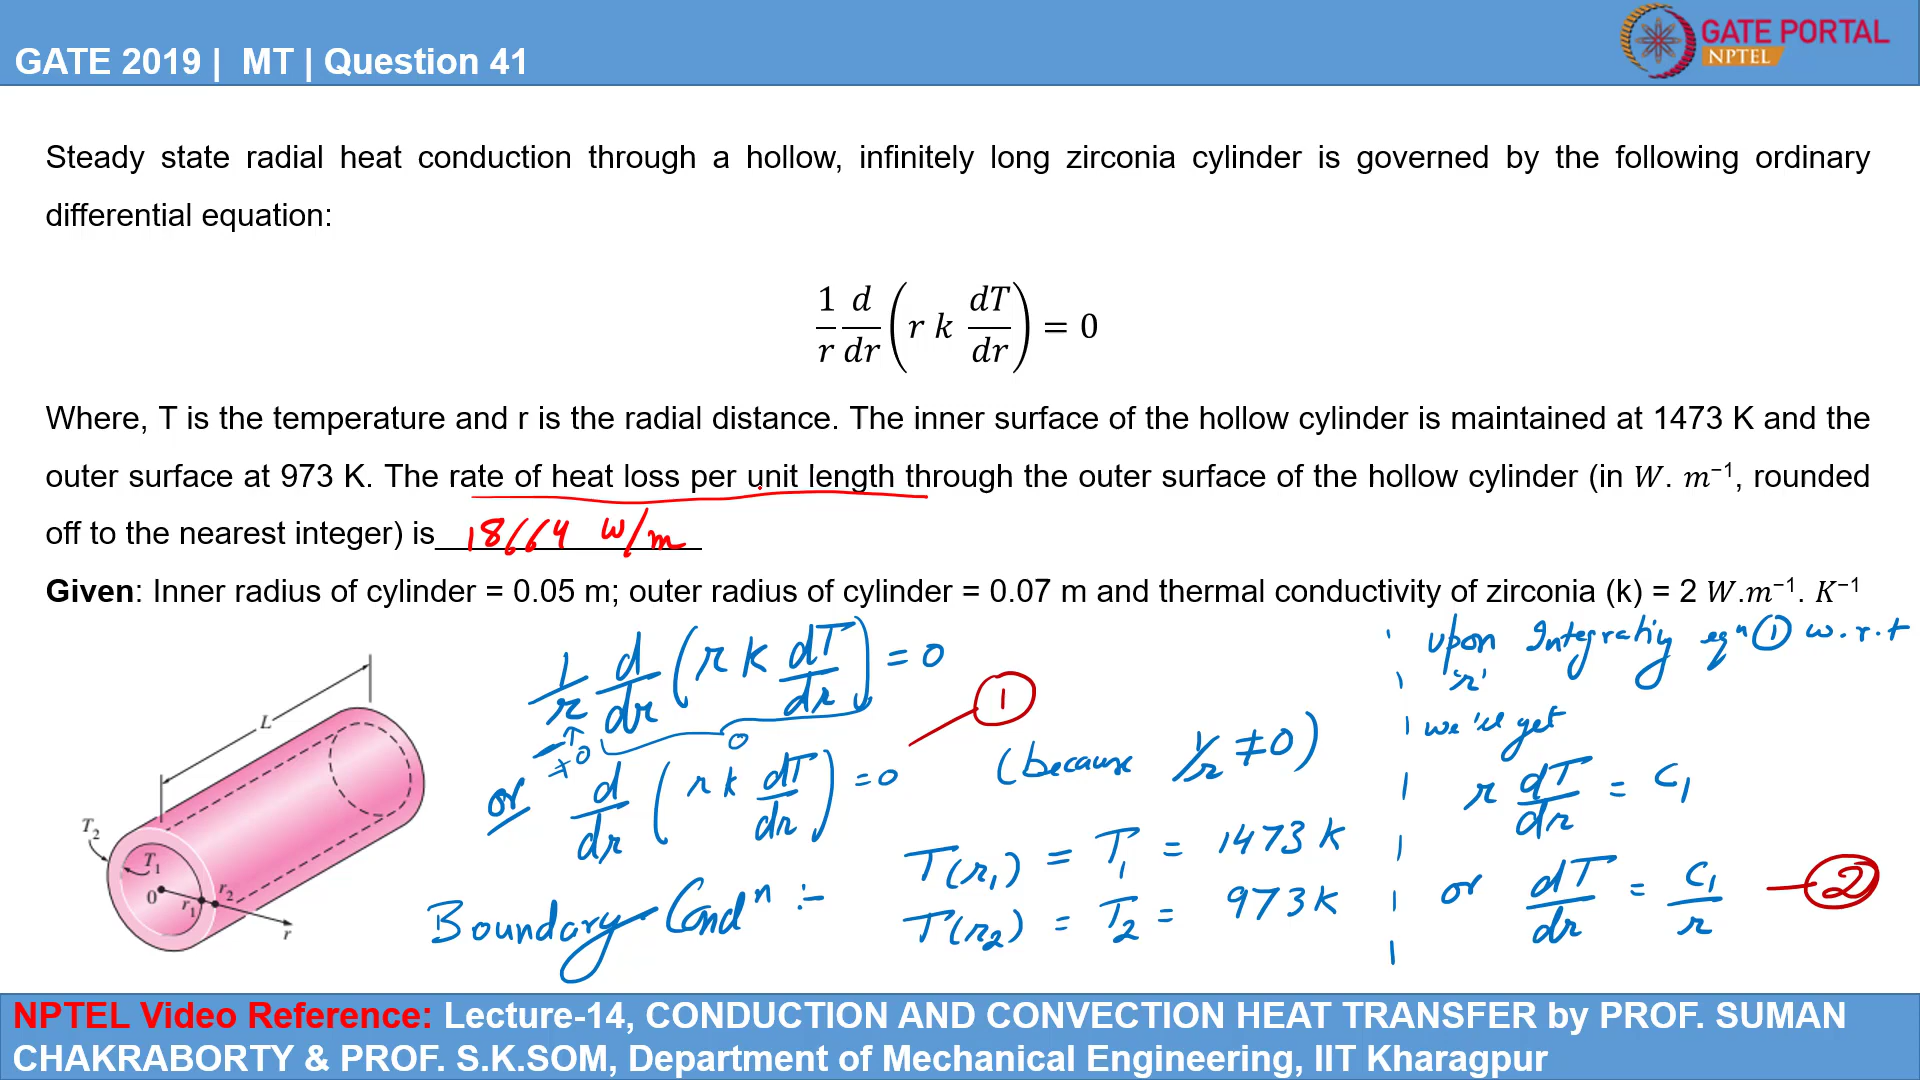 GATE 2019 | MT | Question 41
GATE PORTAL
NPTEL
Steady state radial heat conduction through a hollow, infinitely long zirconia cylinder is governed by the following ordinary
differential equation:
1/r d/dr (r k dT/dr) = 0
Where, T is the temperature and r is the radial distance. The inner surface of the hollow cylinder is maintained at 1473 K and the
outer surface at 973 K. The rate of heat loss per unit length through the outer surface of the hollow cylinder (in W. m⁻¹, rounded
off to the nearest integer) is 18664 W/m
Given: Inner radius of cylinder = 0.05 m; outer radius of cylinder = 0.07 m and thermal conductivity of zirconia (k) = 2 W.m⁻¹. K⁻¹
L
T₂
T₁
0
r₁
r₂
r
1/r d/dr (r k dT/dr) = 0
≠0
0
1
or d/dr (r k dT/dr) = 0 (because 1/r ≠ 0)
Boundary Condⁿ :-
T(r₁) = T₁ = 1473 K
T(r₂) = T₂ = 973 K
upon Integrating eqⁿ ① w.r.t
'r'
we'll get
r dT/dr = C₁
or dT/dr = C₁/r ②
NPTEL Video Reference: Lecture-14, CONDUCTION AND CONVECTION HEAT TRANSFER by PROF. SUMAN
CHAKRABORTY & PROF. S.K.SOM, Department of Mechanical Engineering, IIT Kharagpur